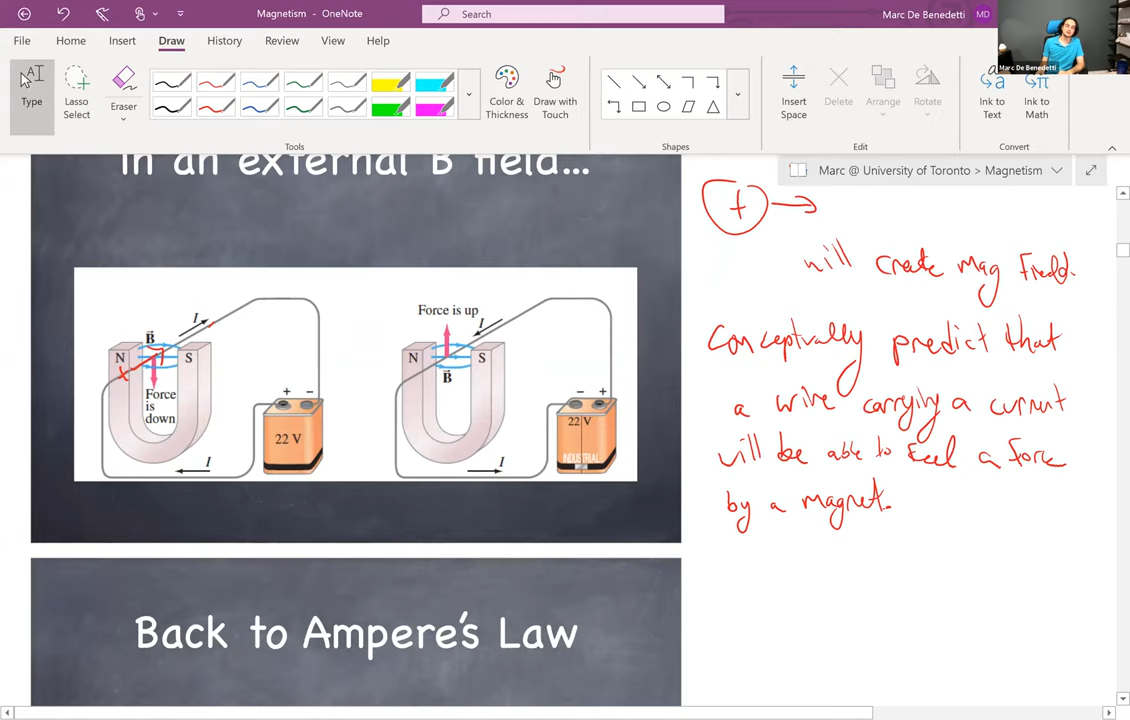 Magnetism - OneNote
Search
Marc De Benedetti
MD
File
Home
Insert
Draw
History
Review
View
Help
Marc De Benedetti
Type
Lasso
Select
Eraser
Color &
Thickness
Draw with
Touch
Insert
Space
Delete
Arrange
Rotate
Ink to
Text
Ink to
Math
Tools
Shapes
Edit
Convert
in an external B field...
Marc @ University of Toronto > Magnetism
+
will create mag field.
Conceptually predict that
a wire carrying a current
will be able to feel a force
by a magnet.
I
B
N
S
Force
is
down
+ −
22 V
I
Force is up
I
N
S
B
− +
22 V
INDUSTRIAL
I
Back to Ampere's Law